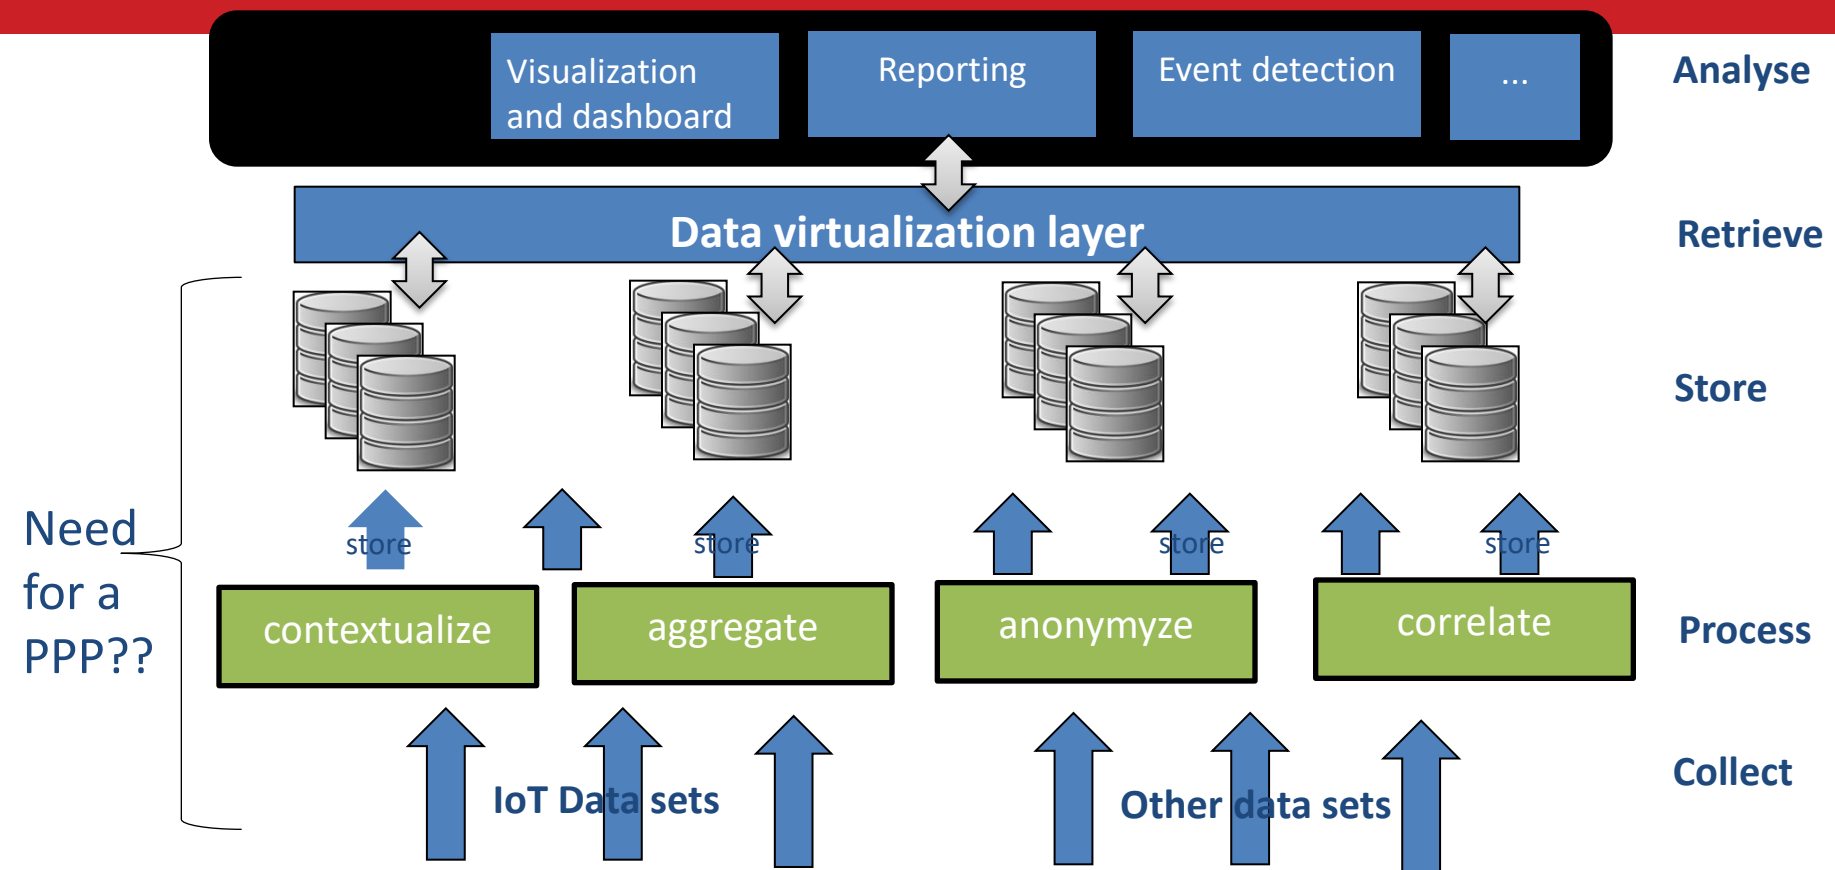 Visualization
and dashboard
Reporting
Event detection
...
Analyse
Data virtualization layer
Retrieve
Store
Need
for a
PPP??
store
store
store
store
contextualize
aggregate
anonymyze
correlate
Process
IoT Data sets
Other data sets
Collect